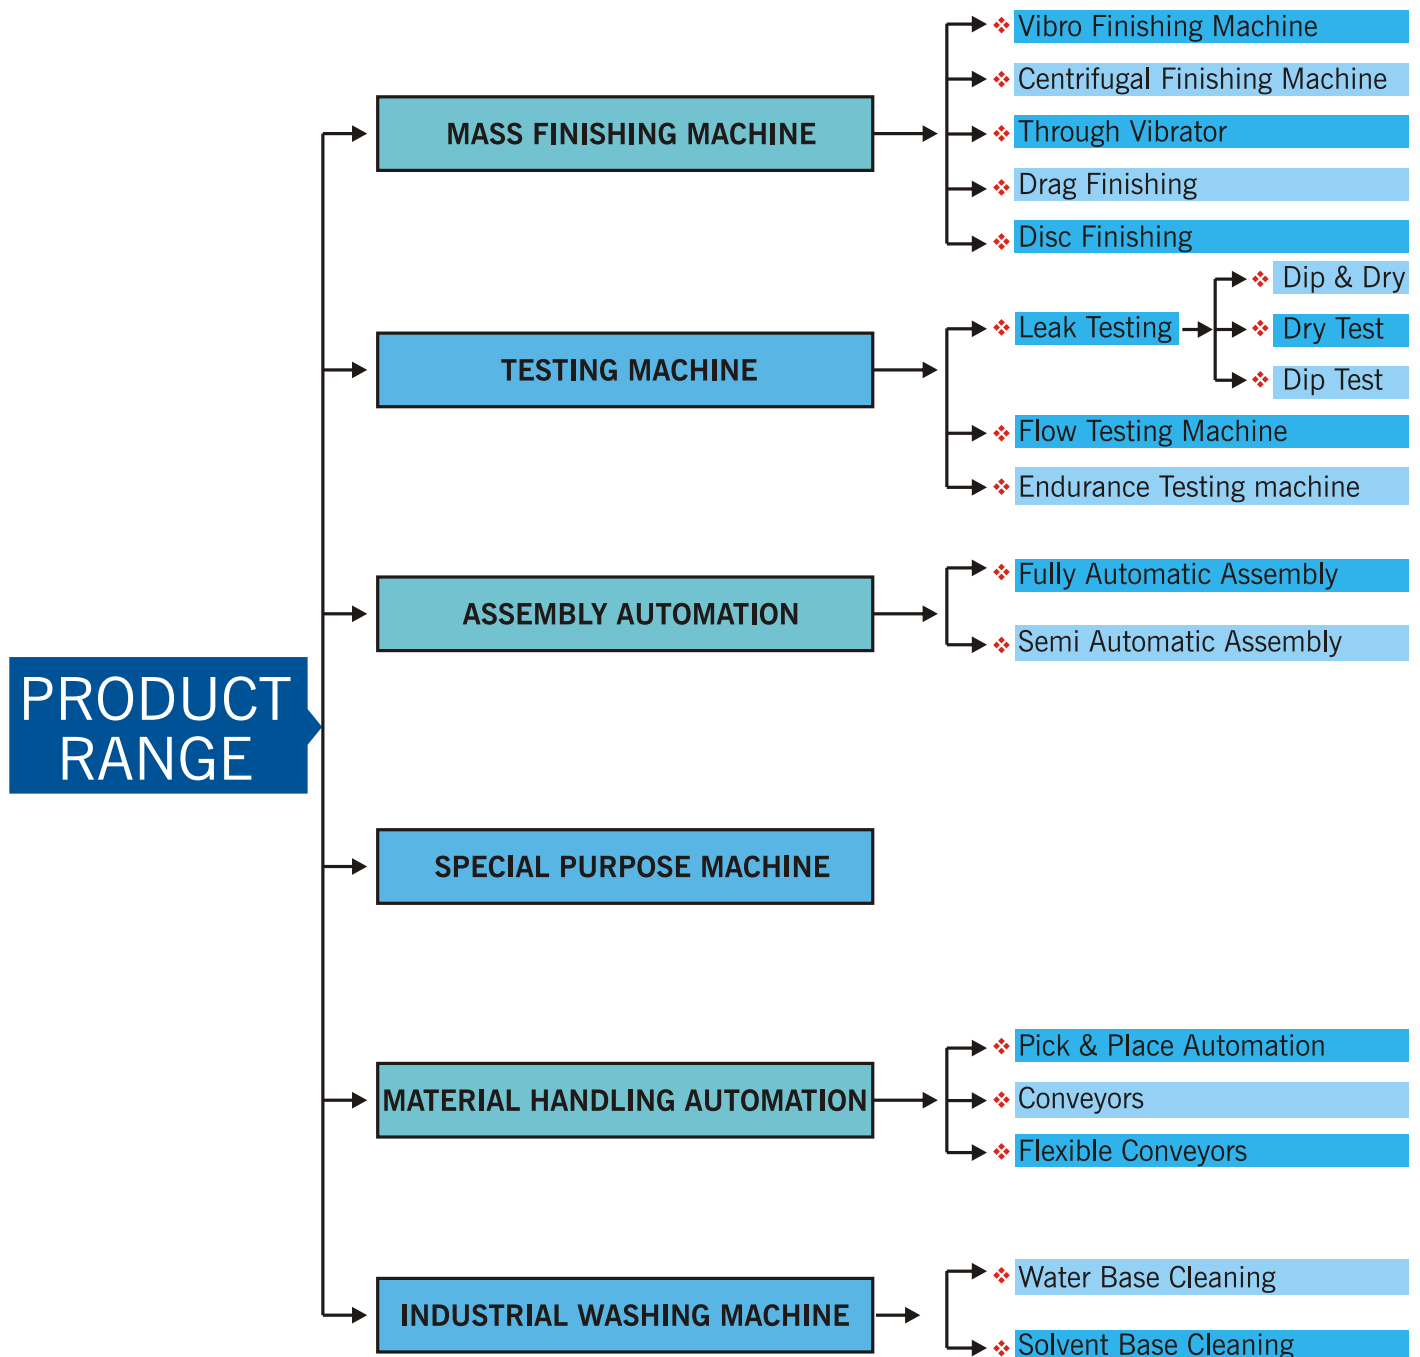 PRODUCT
RANGE
MASS FINISHING MACHINE
Vibro Finishing Machine
Centrifugal Finishing Machine
Through Vibrator
Drag Finishing
Disc Finishing
TESTING MACHINE
Leak Testing
Dip & Dry
Dry Test
Dip Test
Flow Testing Machine
Endurance Testing machine
ASSEMBLY AUTOMATION
Fully Automatic Assembly
Semi Automatic Assembly
SPECIAL PURPOSE MACHINE
MATERIAL HANDLING AUTOMATION
Pick & Place Automation
Conveyors
Flexible Conveyors
INDUSTRIAL WASHING MACHINE
Water Base Cleaning
Solvent Base Cleaning